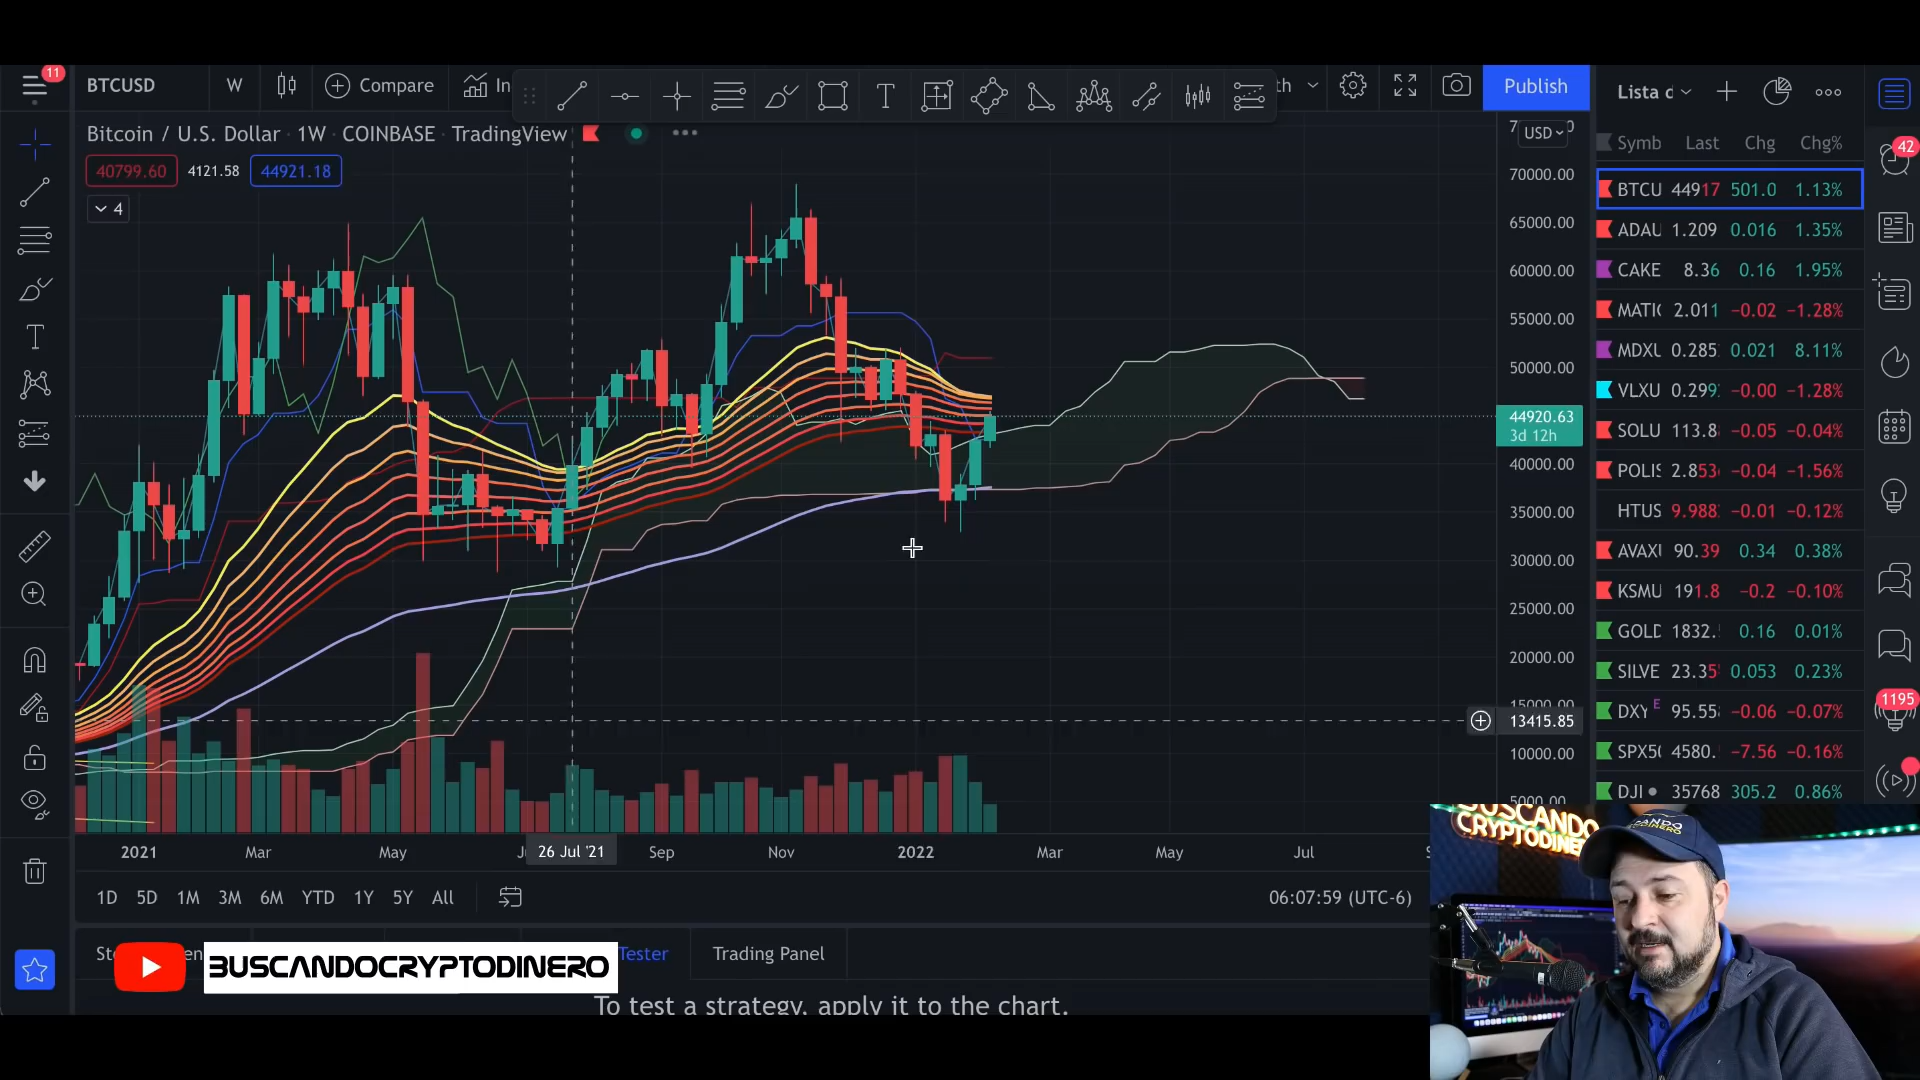 11
BTCUSD
W
Compare
In
th
Publish
Lista d
Bitcoin / U.S. Dollar · 1W · COINBASE · TradingView
USD
40799.60 4121.58 44921.18
4
70000.00
65000.00
60000.00
55000.00
50000.00
44920.63
3d 12h
40000.00
35000.00
30000.00
25000.00
20000.00
13415.85
10000.00
5000.00
Symb Last Chg Chg%
BTCU 44917 501.0 1.13%
ADAU 1.209 0.016 1.35%
CAKE 8.36 0.16 1.95%
MATI 2.011 −0.02 −1.28%
MDXU 0.285 0.021 8.11%
VLXU 0.299 −0.00 −1.28%
SOLU 113.8 −0.05 −0.04%
POLIS 2.853 −0.04 −1.56%
HTUS 9.988 −0.01 −0.12%
AVAX 90.39 0.34 0.38%
KSMU 191.8 −0.2 −0.10%
GOLD 1832. 0.16 0.01%
SILVE 23.35 0.053 0.23%
DXY E 95.55 −0.06 −0.07%
SPX5 4580. −7.56 −0.16%
DJI 35768 305.2 0.86%
42
1195
2021 Mar May 26 Jul '21 Sep Nov 2022 Mar May Jul
1D 5D 1M 3M 6M YTD 1Y 5Y All
06:07:59 (UTC-6)
Tester
Trading Panel
BUSCANDOCRYPTODINERO
To test a strategy, apply it to the chart.
BUSCANDO
CRYPTODINE